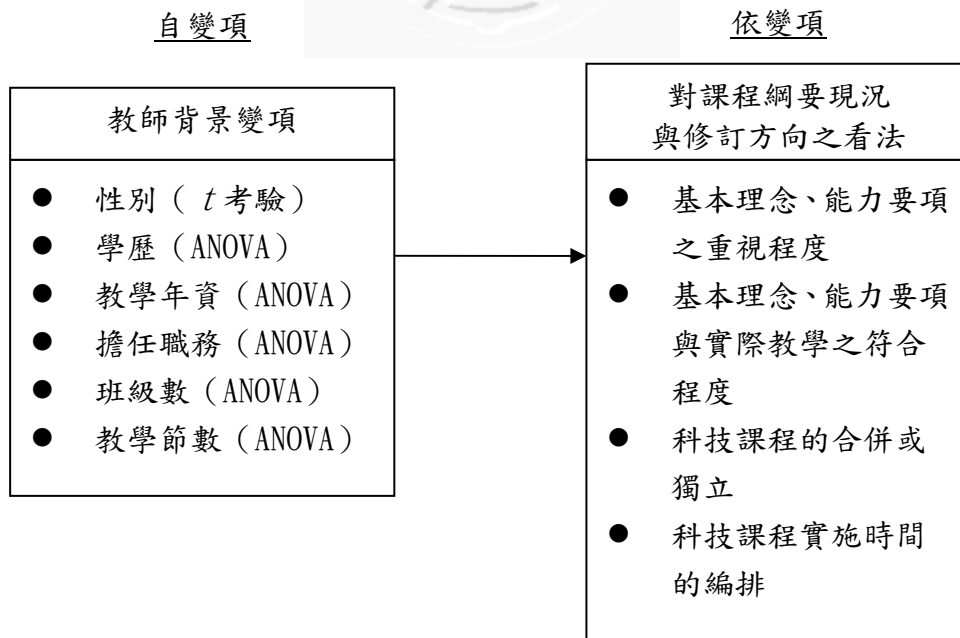 自變項
教師背景變項
● 性別（t考驗）
● 學歷（ANOVA）
● 教學年資（ANOVA）
● 擔任職務（ANOVA）
● 班級數（ANOVA）
● 教學節數（ANOVA）
依變項
對課程綱要現況
與修訂方向之看法
● 基本理念、能力要項
之重視程度
● 基本理念、能力要項
與實際教學之符合
程度
● 科技課程的合併或
獨立
● 科技課程實施時間
的編排